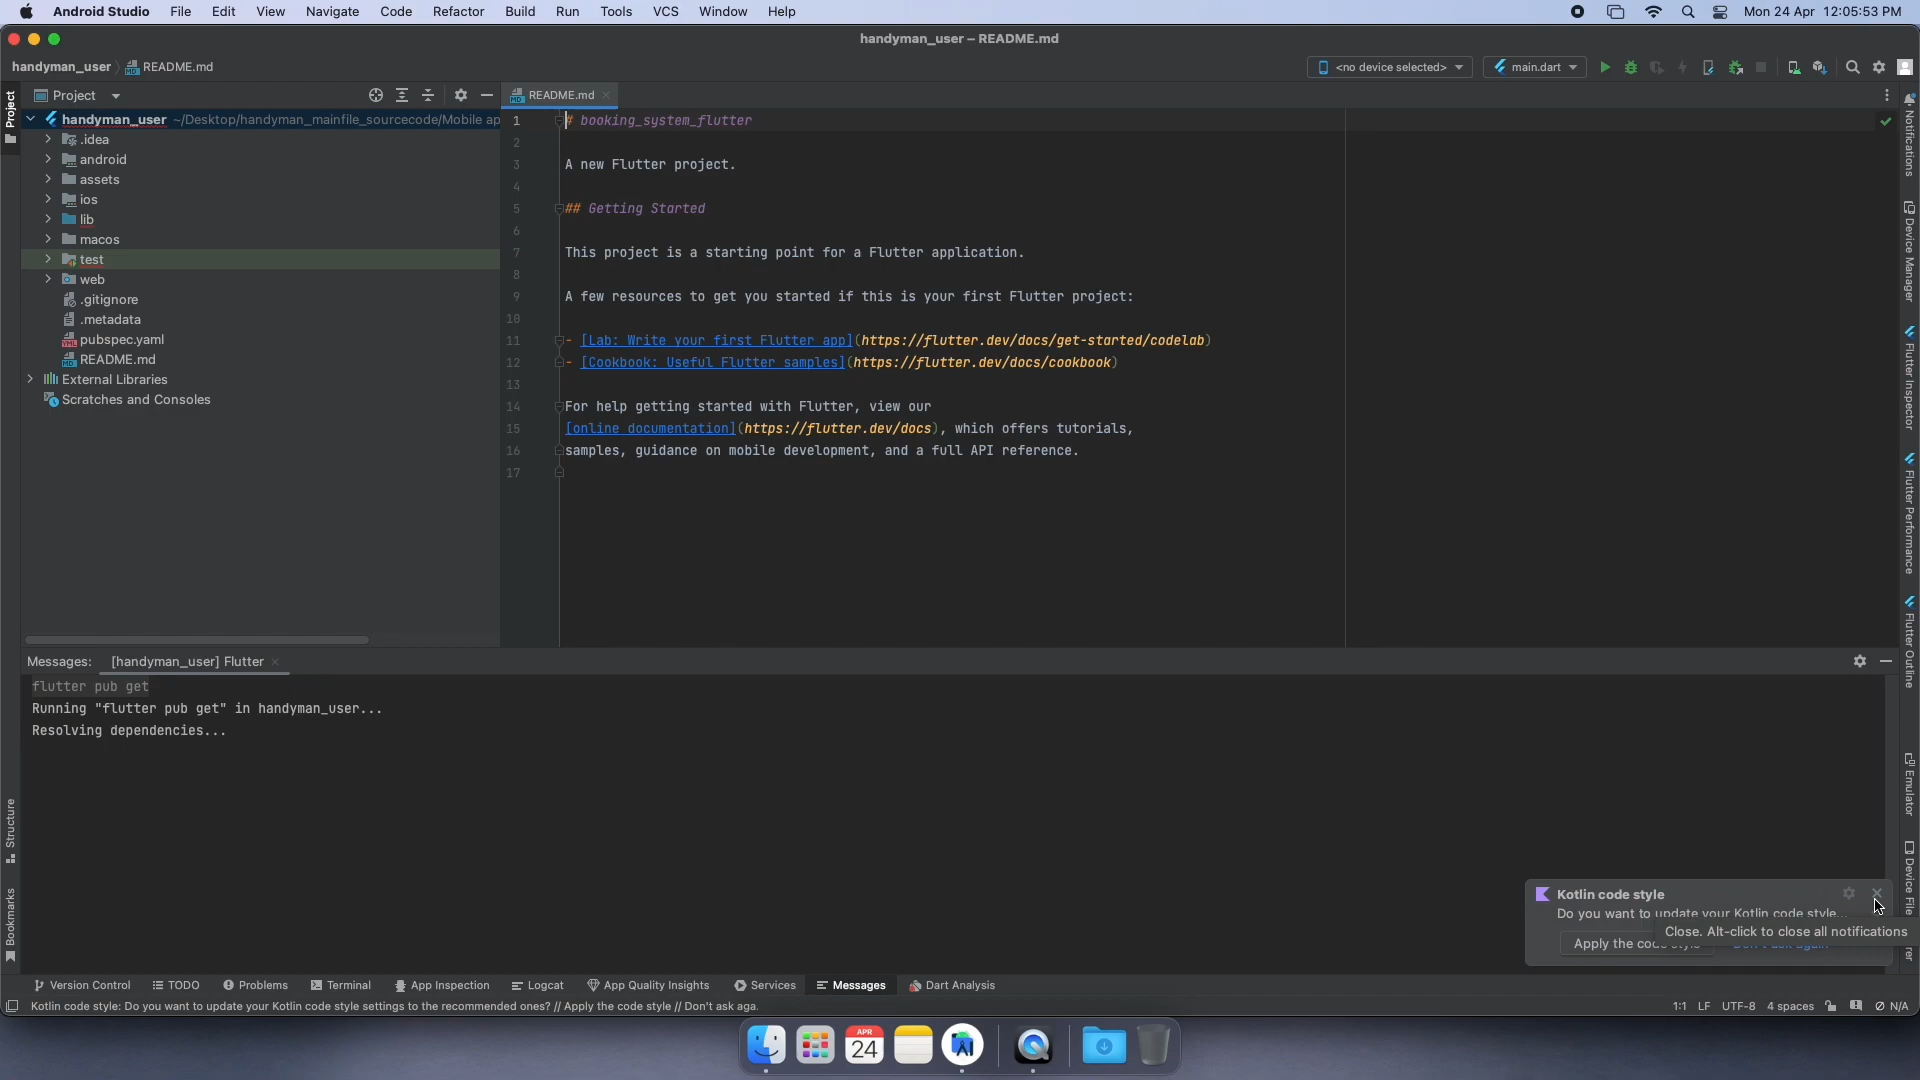 Android Studio File Edit View Navigate Code Refactor Build Run Tools VCS Window Help Mon 24 Apr 12:05:53 PM
handyman_user – README.md
handyman_user README.md <no device selected> main.dart
Project
README.md
handyman_user ~/Desktop/handyman_mainfile_sourcecode/Mobile ap
.idea
android
assets
ios
lib
macos
test
web
.gitignore
.metadata
pubspec.yaml
README.md
External Libraries
Scratches and Consoles
1 # booking_system_flutter
2
3 A new Flutter project.
4
5 ## Getting Started
6
7 This project is a starting point for a Flutter application.
8
9 A few resources to get you started if this is your first Flutter project:
10
11 - [Lab: Write your first Flutter app](https://flutter.dev/docs/get-started/codelab)
12 - [Cookbook: Useful Flutter samples](https://flutter.dev/docs/cookbook)
13
14 For help getting started with Flutter, view our
15 [online documentation](https://flutter.dev/docs), which offers tutorials,
16 samples, guidance on mobile development, and a full API reference.
17
Project
Structure
Bookmarks
Notifications
Device Manager
Flutter Inspector
Flutter Performance
Flutter Outline
Emulator
Device File
rer
Messages: [handyman_user] Flutter
flutter pub get
Running "flutter pub get" in handyman_user...
Resolving dependencies...
Kotlin code style
Do you want to update your Kotlin code style...
Close. Alt-click to close all notifications
Apply the code style Don't ask again
Version Control TODO Problems Terminal App Inspection Logcat App Quality Insights Services Messages Dart Analysis
Kotlin code style: Do you want to update your Kotlin code style settings to the recommended ones? // Apply the code style // Don't ask aga. 1:1 LF UTF-8 4 spaces N/A
APR
24